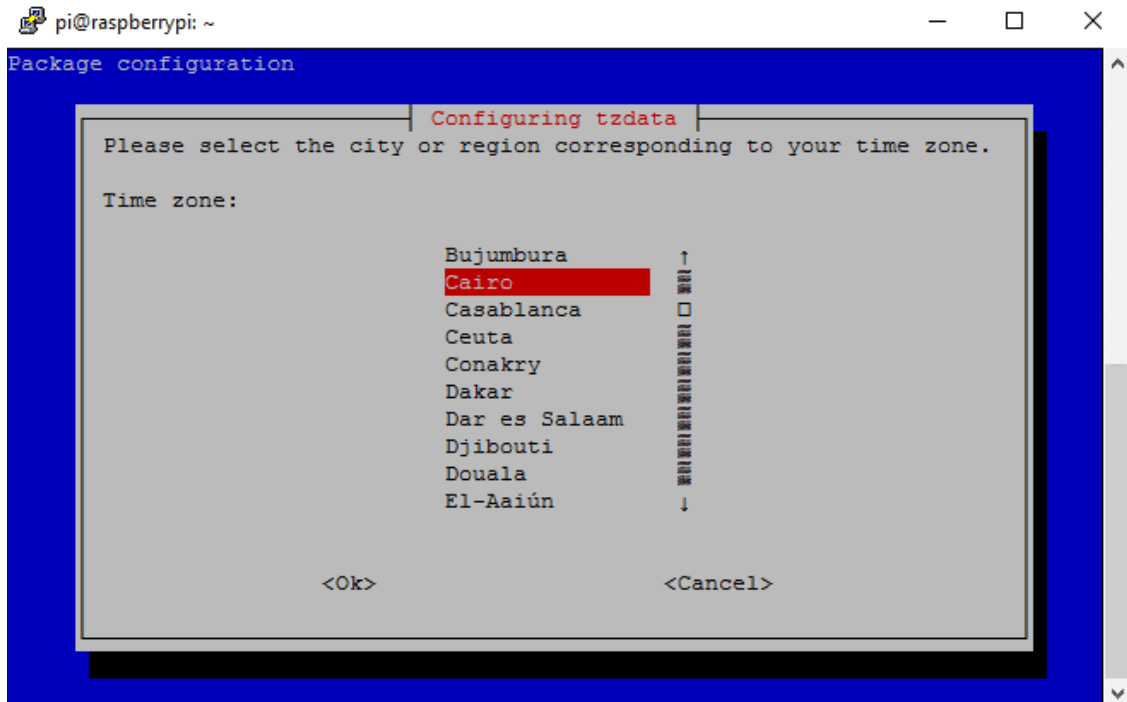 pi@raspberrypi: ~
Package configuration
Configuring tzdata
Please select the city or region corresponding to your time zone.
Time zone:
Bujumbura
Cairo
Casablanca
Ceuta
Conakry
Dakar
Dar es Salaam
Djibouti
Douala
El-Aaiún
<Ok> <Cancel>